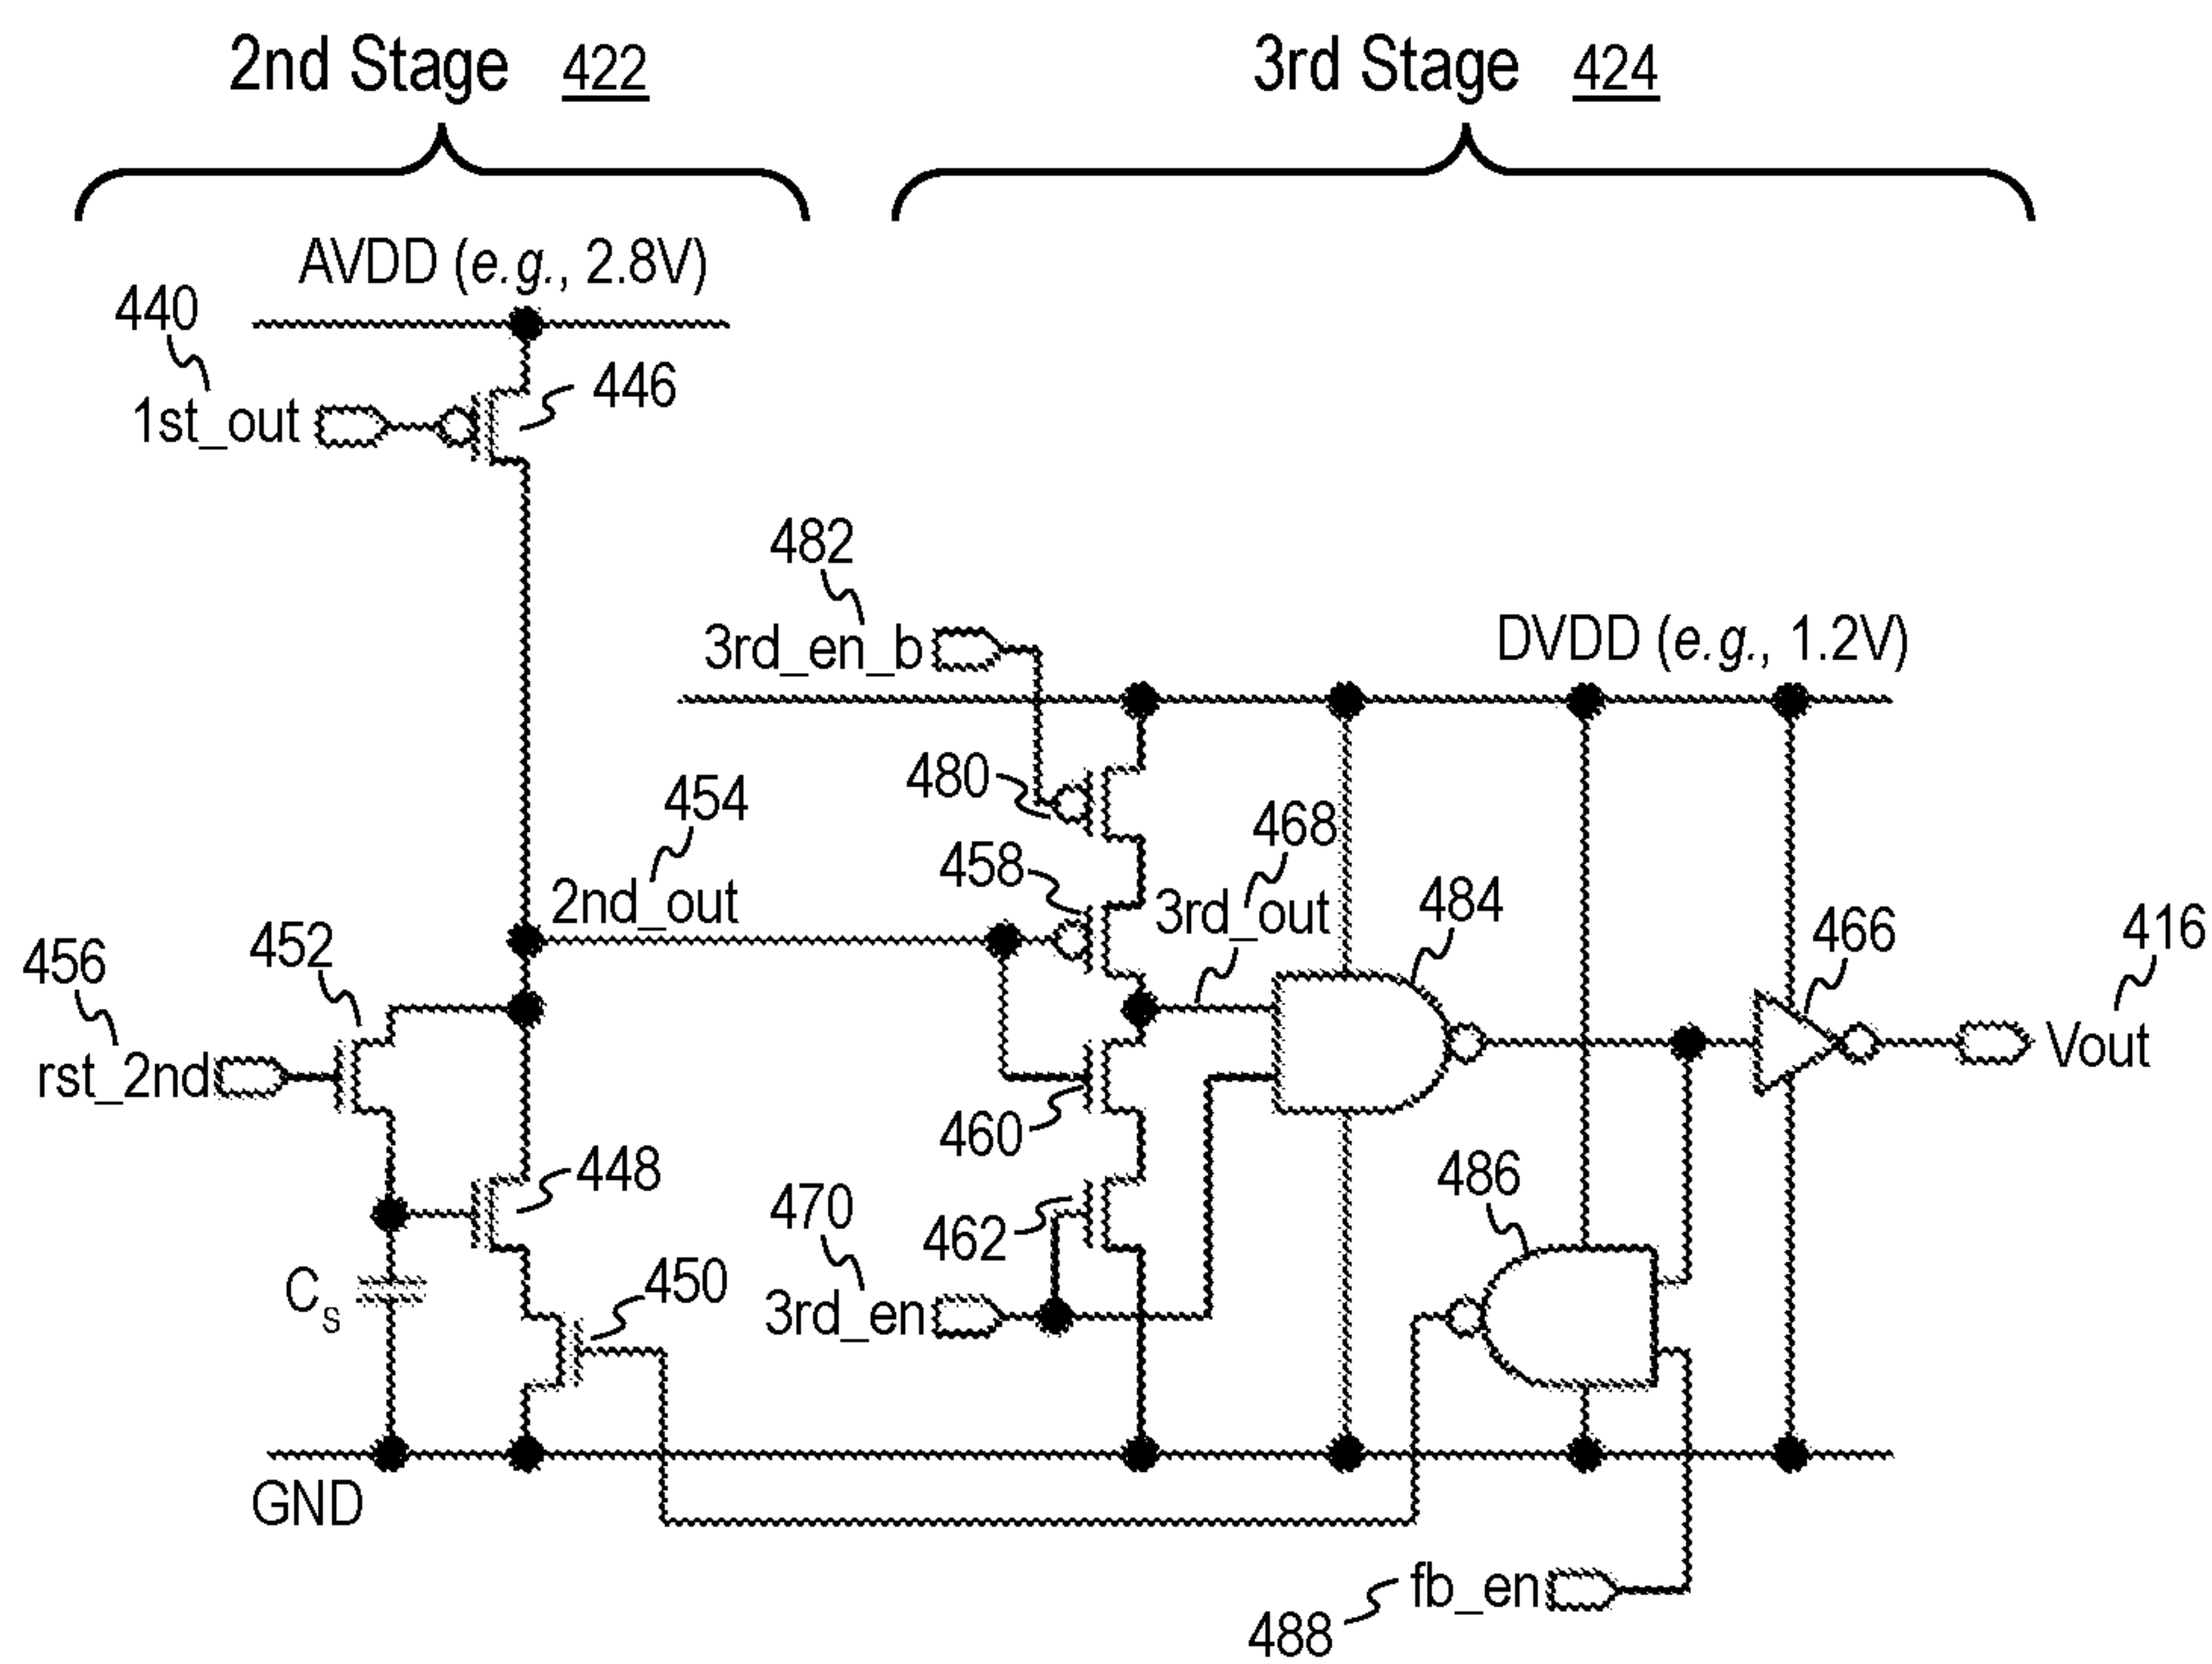 2nd Stage 422
3rd Stage 424
AVDD (e.g., 2.8V)
440
1st_out
446
482
3rd_en_b
DVDD (e.g., 1.2V)
480
454
2nd_out
458
468
3rd_out
484
466
416
Vout
452
456
rst_2nd
460
448
486
470
462
3rd_en
450
Cs
GND
fb_en
488